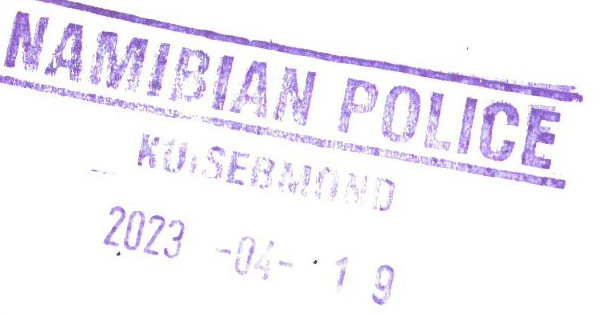 NAMIBIAN POLICE
KUISEBMOND
2023 -04- 19